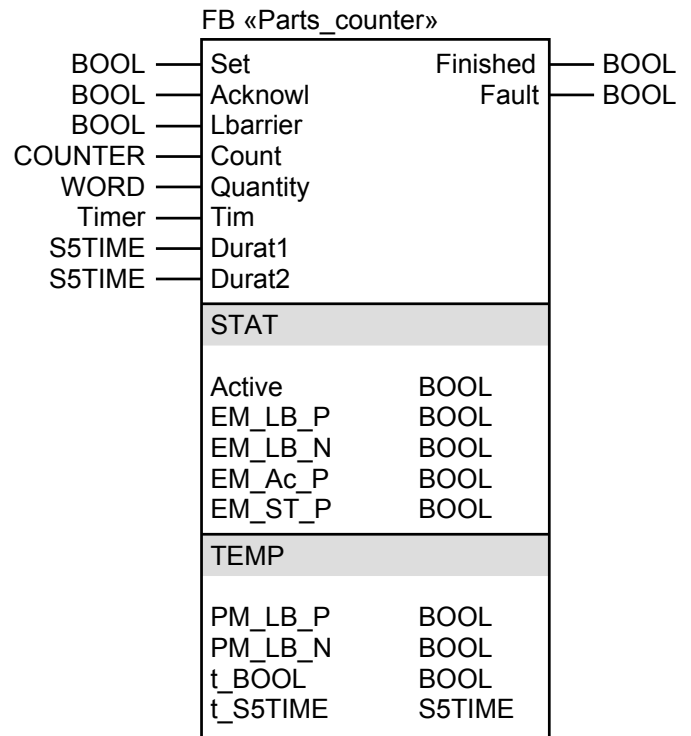 FB «Parts_counter»
BOOL Set Finished BOOL
BOOL Acknowl Fault BOOL
BOOL Lbarrier
COUNTER Count
WORD Quantity
Timer Tim
S5TIME Durat1
S5TIME Durat2
STAT
Active BOOL
EM_LB_P BOOL
EM_LB_N BOOL
EM_Ac_P BOOL
EM_ST_P BOOL
TEMP
PM_LB_P BOOL
PM_LB_N BOOL
t_BOOL BOOL
t_S5TIME S5TIME